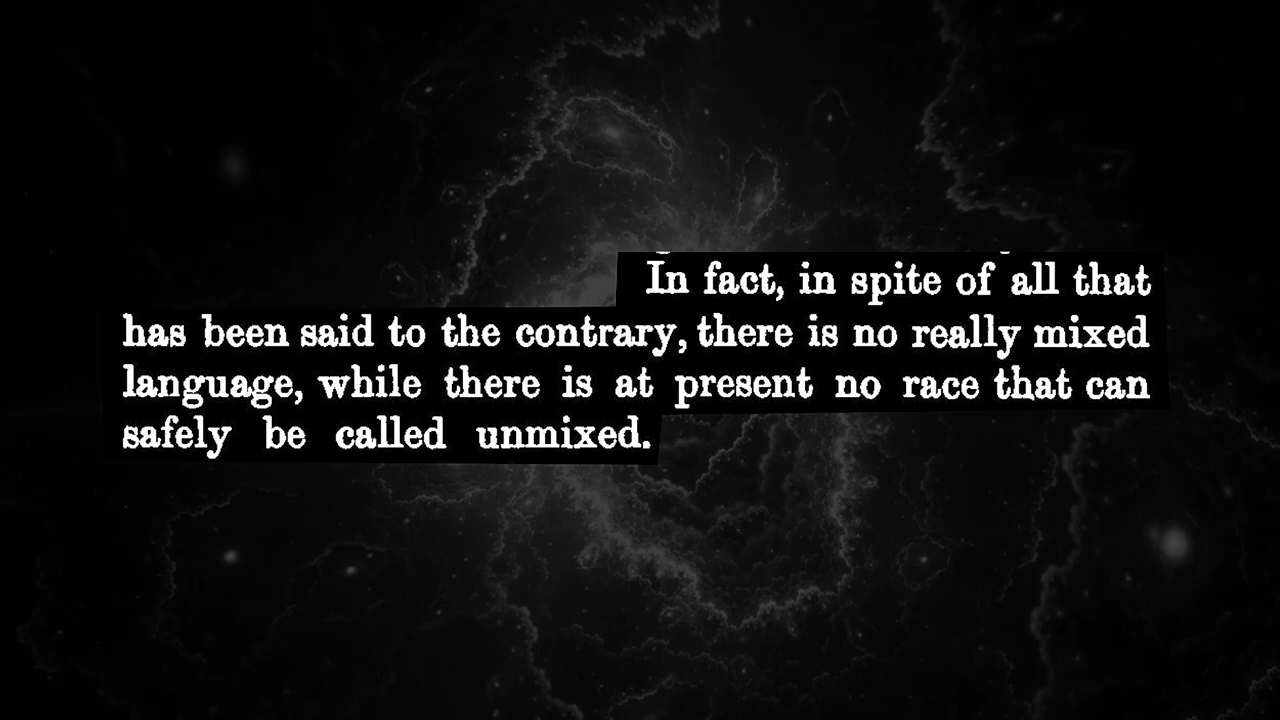 In fact, in spite of all that
has been said to the contrary, there is no really mixed
language, while there is at present no race that can
safely be called unmixed.